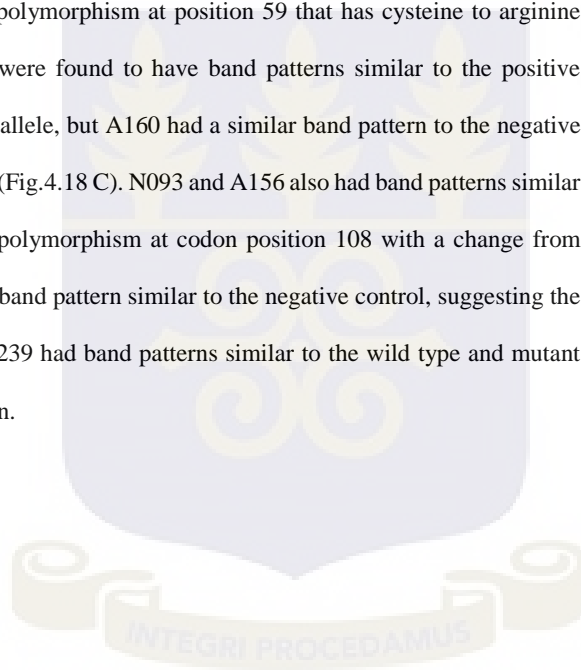 polymorphism at position 59 that has cysteine to arginine
were found to have band patterns similar to the positive
allele, but A160 had a similar band pattern to the negative
(Fig.4.18 C). N093 and A156 also had band patterns similar
polymorphism at codon position 108 with a change from
band pattern similar to the negative control, suggesting the
239 had band patterns similar to the wild type and mutant
n.
INTEGRI PROCEDAMUS